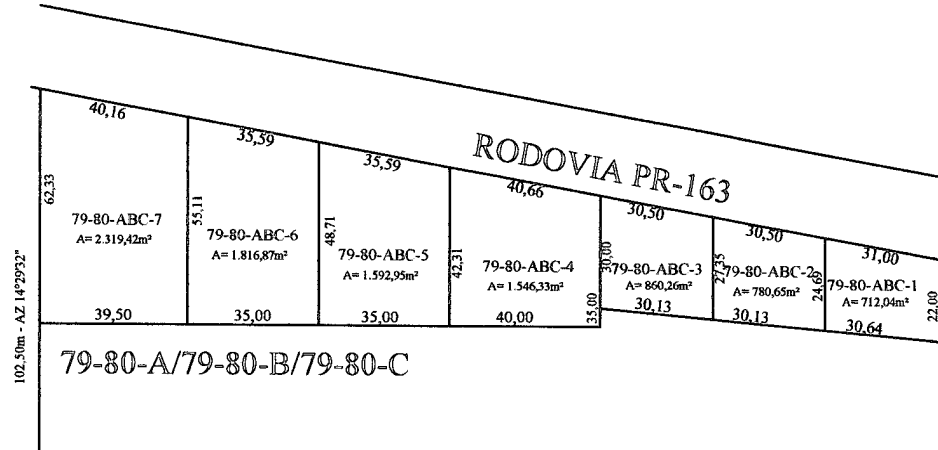 RODOVIA PR-163
40,16
35,59
35,59
40,66
30,50
30,50
31,00
62,33
55,11
48,71
42,31
30,00
27,35
24,69
22,00
79-80-ABC-7
A= 2.319,42m²
79-80-ABC-6
A= 1.816,87m²
79-80-ABC-5
A= 1.592,95m²
79-80-ABC-4
A= 1.546,33m²
79-80-ABC-3
A= 860,26m²
79-80-ABC-2
A= 780,65m²
79-80-ABC-1
A= 712,04m²
39,50
35,00
35,00
40,00
35,00
30,13
30,13
30,64
102,50m - AZ 14°29'32"
79-80-A/79-80-B/79-80-C